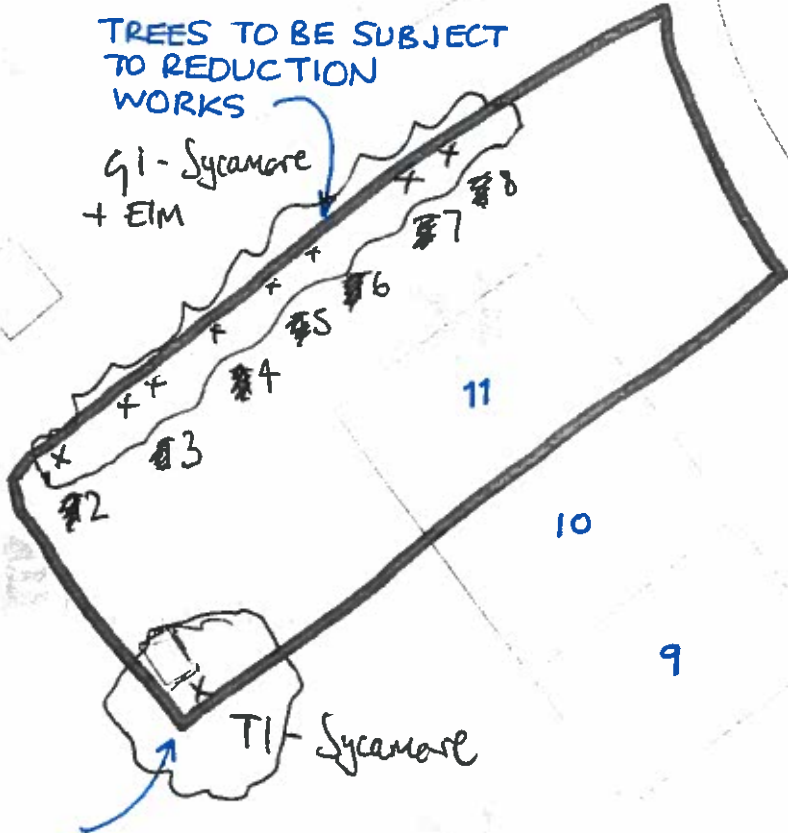 TREES TO BE SUBJECT
TO REDUCTION
WORKS
G1 - Sycamore
+ Elm
8
7
6
5
4
11
3
2
10
9
T1 - Sycamore